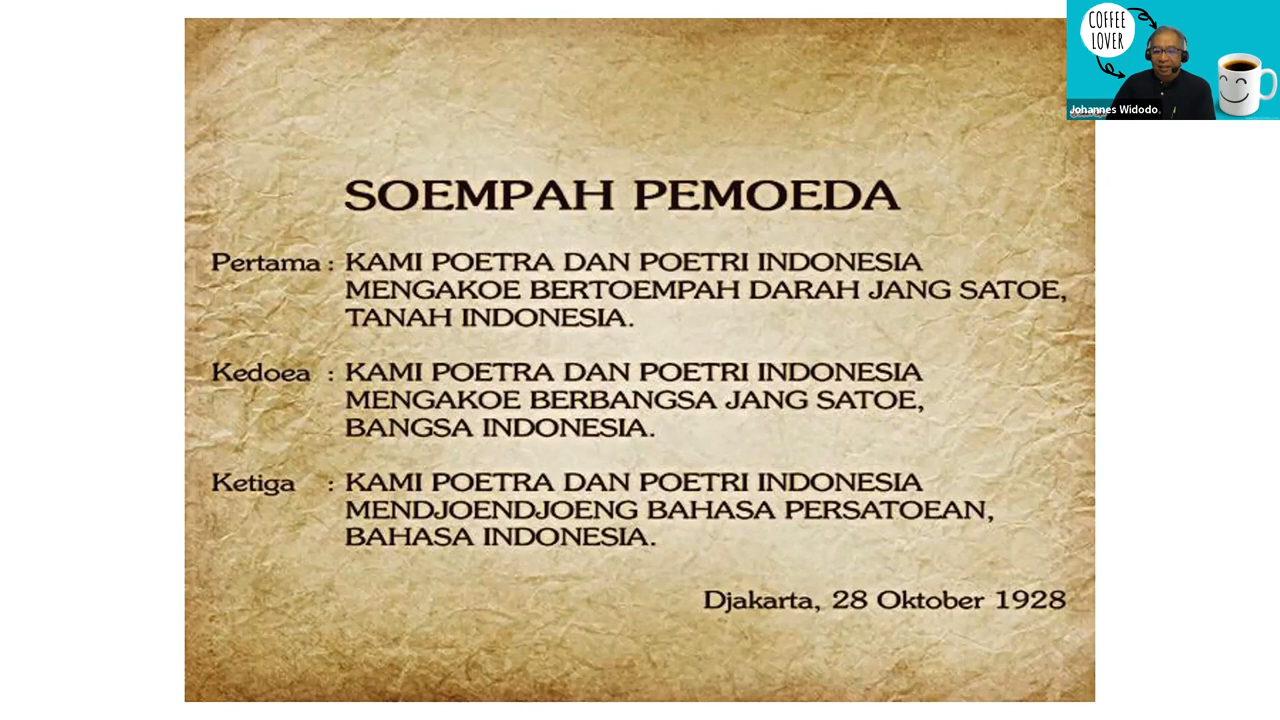 COFFEE
LOVER
Johannes Widodo
SOEMPAH PEMOEDA
Pertama : KAMI POETRA DAN POETRI INDONESIA
MENGAKOE BERTOEMPAH DARAH JANG SATOE,
TANAH INDONESIA.
Kedoea : KAMI POETRA DAN POETRI INDONESIA
MENGAKOE BERBANGSA JANG SATOE,
BANGSA INDONESIA.
Ketiga : KAMI POETRA DAN POETRI INDONESIA
MENDJOENDJOENG BAHASA PERSATOEAN,
BAHASA INDONESIA.
Djakarta, 28 Oktober 1928